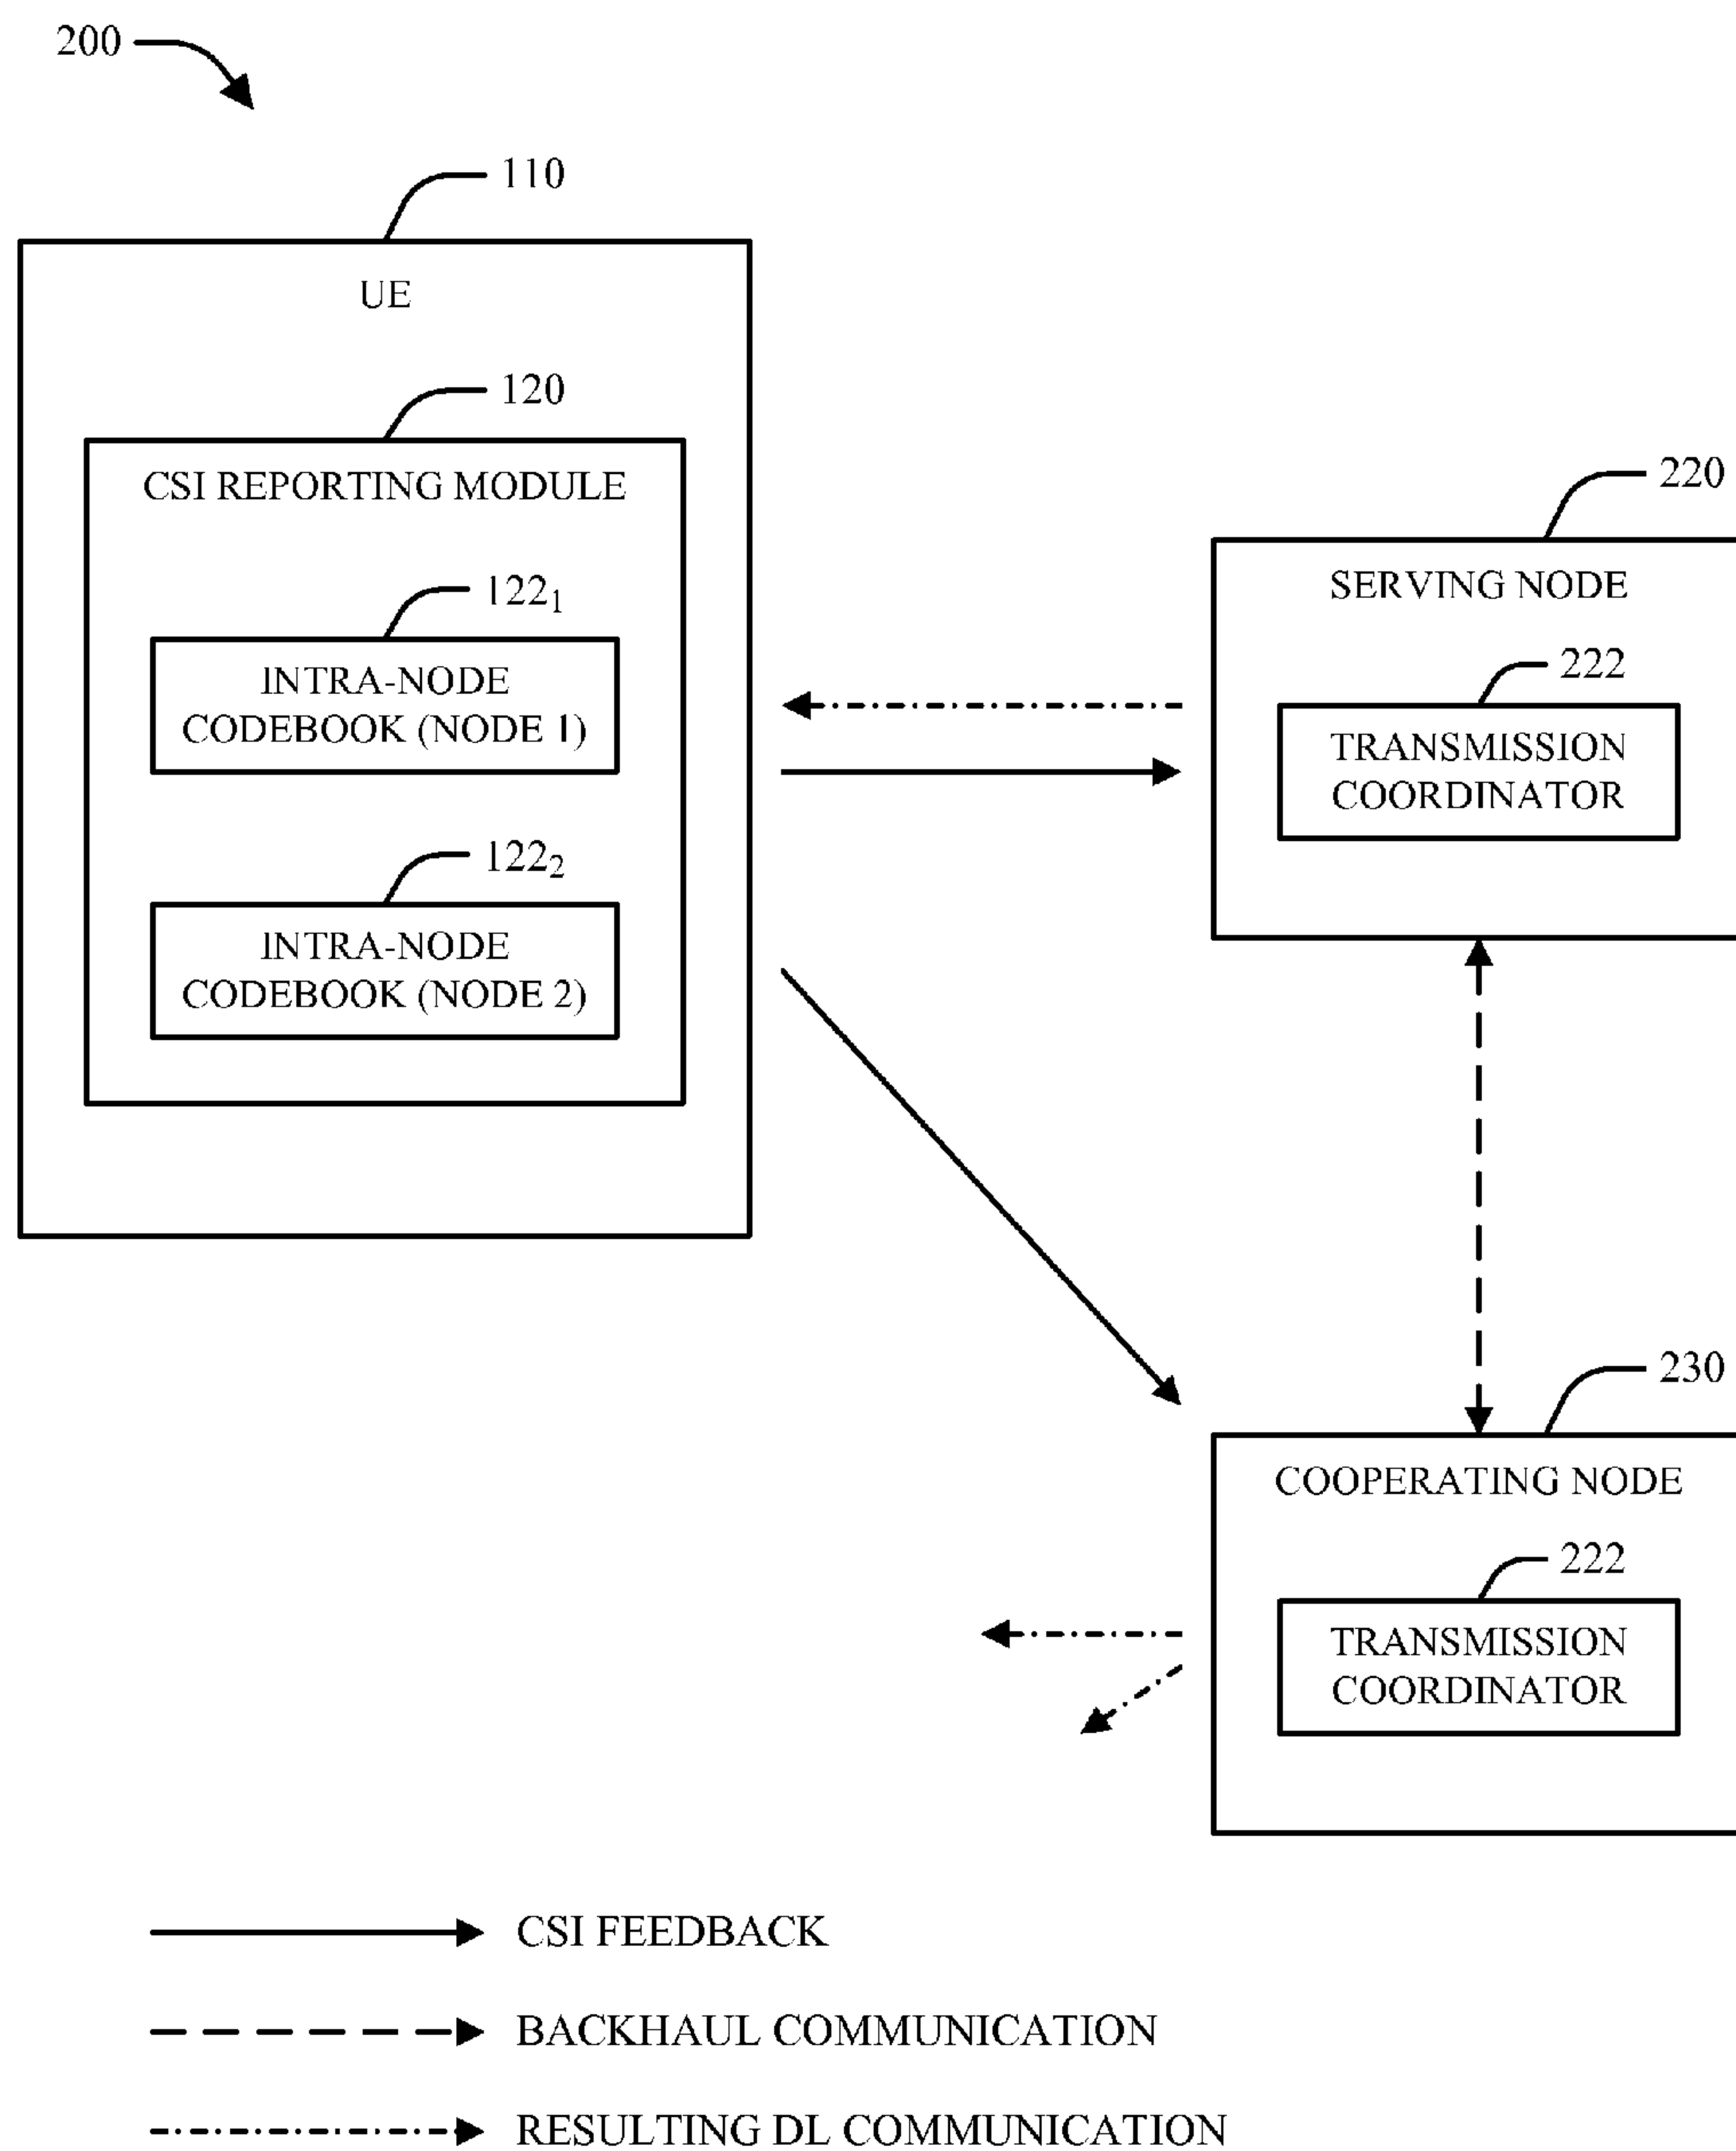 200
110
UE
120
CSI REPORTING MODULE
122₁
INTRA-NODE
CODEBOOK (NODE 1)
122₂
INTRA-NODE
CODEBOOK (NODE 2)
220
SERVING NODE
222
TRANSMISSION
COORDINATOR
230
COOPERATING NODE
222
TRANSMISSION
COORDINATOR
CSI FEEDBACK
BACKHAUL COMMUNICATION
RESULTING DL COMMUNICATION